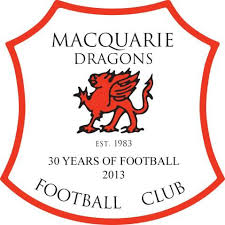 MACQUARIE
DRAGONS
EST. 1983
30 YEARS OF FOOTBALL
2013
FOOTBALL CLUB